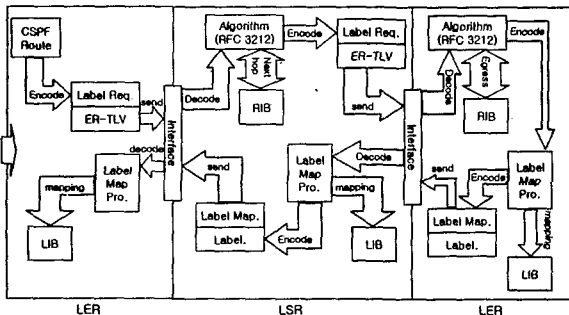 CSPF
Route
Encode
Label Req.
ER-TLV
send
Interface
decode
Label
Map
Pro.
mapping
LIB
LER
Decode
Algorithm
(RFC 3212)
Encode
Next
hop
RIB
Label Req.
ER-TLV
send
Interface
Decode
Label
Map
Pro.
mapping
LIB
Encode
Label Map.
Label.
send
LSR
Decode
Algorithm
(RFC 3212)
Encode
Egress
RIB
Label
Map
Pro.
mapping
LIB
Encode
Label Map.
Label.
send
LER